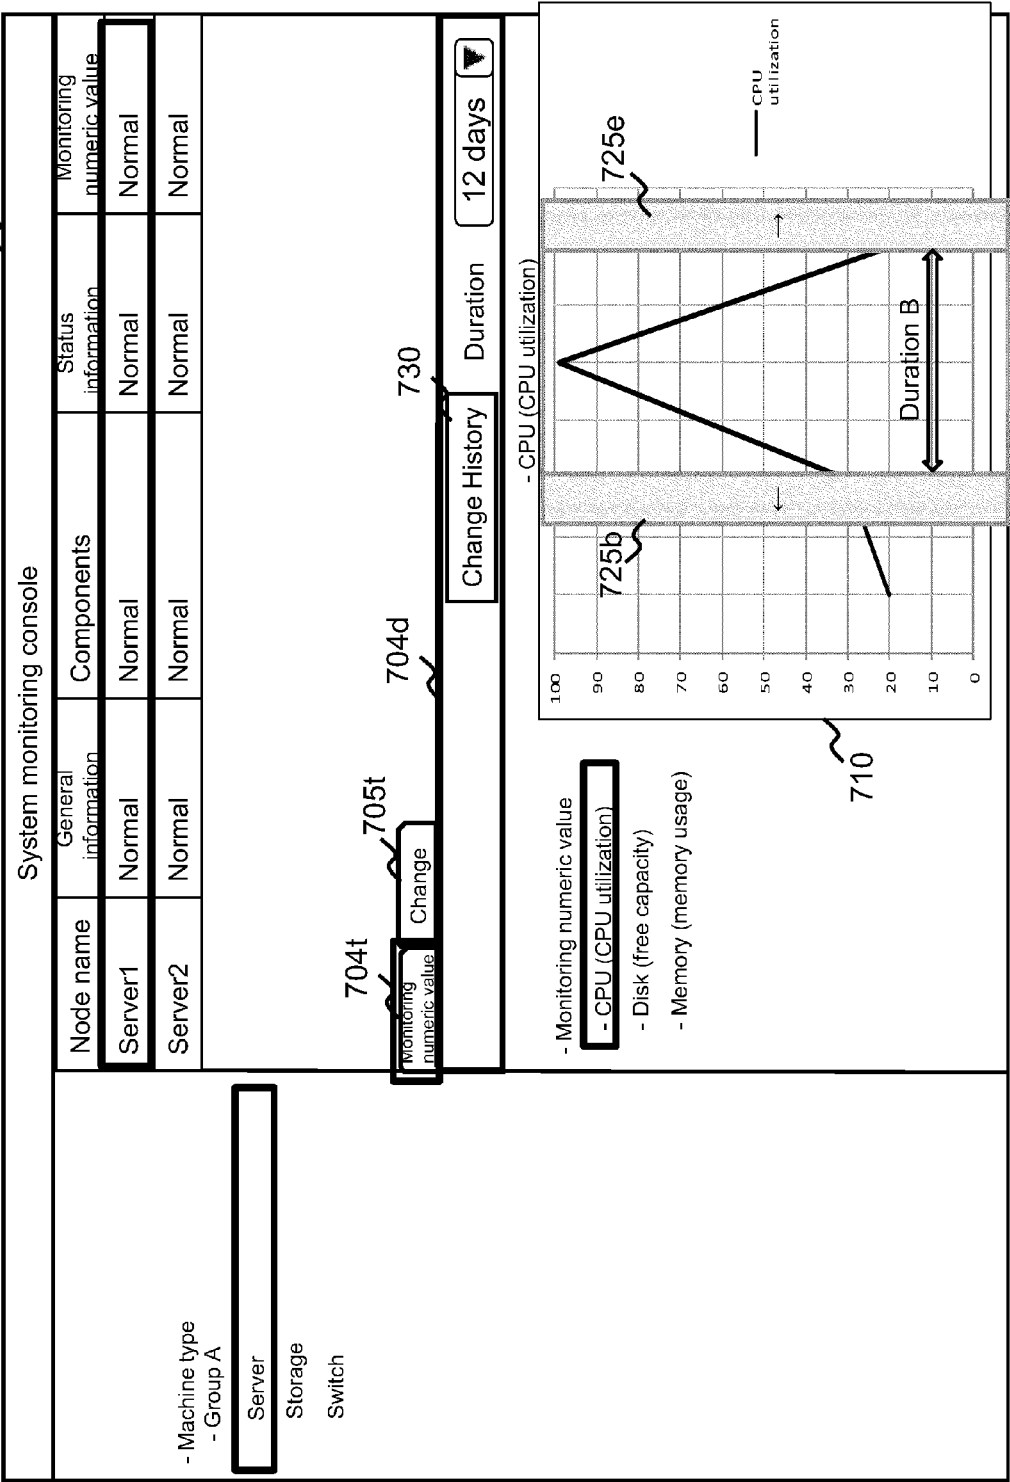 System monitoring console
Node name
General
information
Components
Status
information
Monitoring
numeric value
Server1
Normal
Normal
Normal
Normal
Server2
Normal
Normal
Normal
Normal
- Machine type
- Group A
Server
Storage
Switch
704t
705t
704d
730
Monitoring
numeric value
Change
Change History
Duration
12 days ▼
- Monitoring numeric value
- CPU (CPU utilization)
- Disk (free capacity)
- Memory (memory usage)
- CPU (CPU utilization)
100
90
80
70
60
50
40
30
20
10
0
725b
725e
←
→
Duration B
CPU
utilization
710